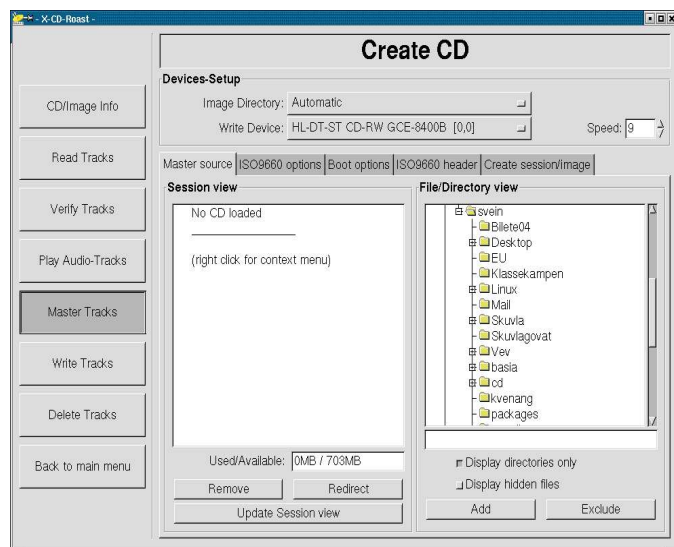 - X-CD-Roast -
Create CD
CD/Image Info
Read Tracks
Verify Tracks
Play Audio-Tracks
Master Tracks
Write Tracks
Delete Tracks
Back to main menu
Devices-Setup
Image Directory: Automatic
Write Device: HL-DT-ST CD-RW GCE-8400B [0,0]
Speed: 9
Master source ISO9660 options Boot options ISO9660 header Create session/image
Session view
No CD loaded
(right click for context menu)
Used/Available: 0MB / 703MB
Remove Redirect
Update Session view
File/Directory view
svein
Bilete04
Desktop
EU
Klassekampen
Linux
Mail
Skuvla
Skuvlagovat
Vev
basia
cd
kvenang
packages
Display directories only
Display hidden files
Add Exclude